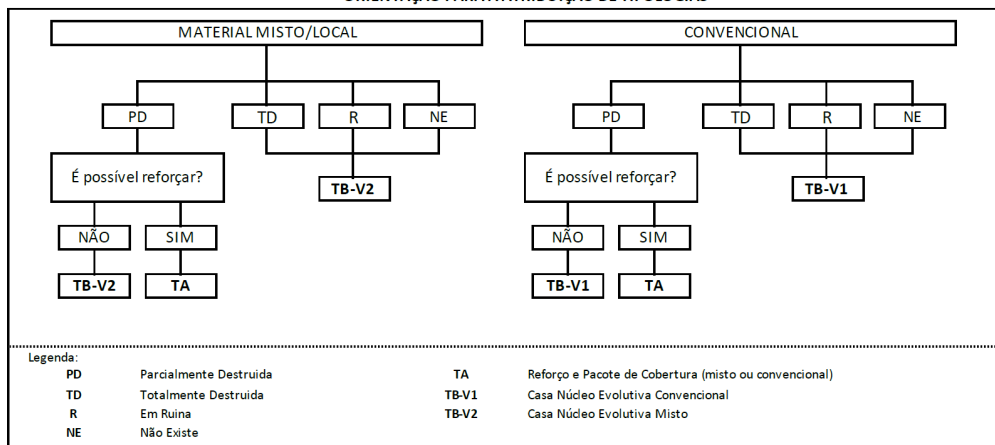 MATERIAL MISTO/LOCAL CONVENCIONAL
PD TD R NE PD TD R NE
É possível reforçar? TB-V2 É possível reforçar? TB-V1
NÃO SIM NÃO SIM
TB-V2 TA TB-V1 TA
Legenda:
PD Parcialmente Destruida TA Reforço e Pacote de Cobertura (misto ou convencional)
TD Totalmente Destruida TB-V1 Casa Núcleo Evolutiva Convencional
R Em Ruina TB-V2 Casa Núcleo Evolutiva Misto
NE Não Existe